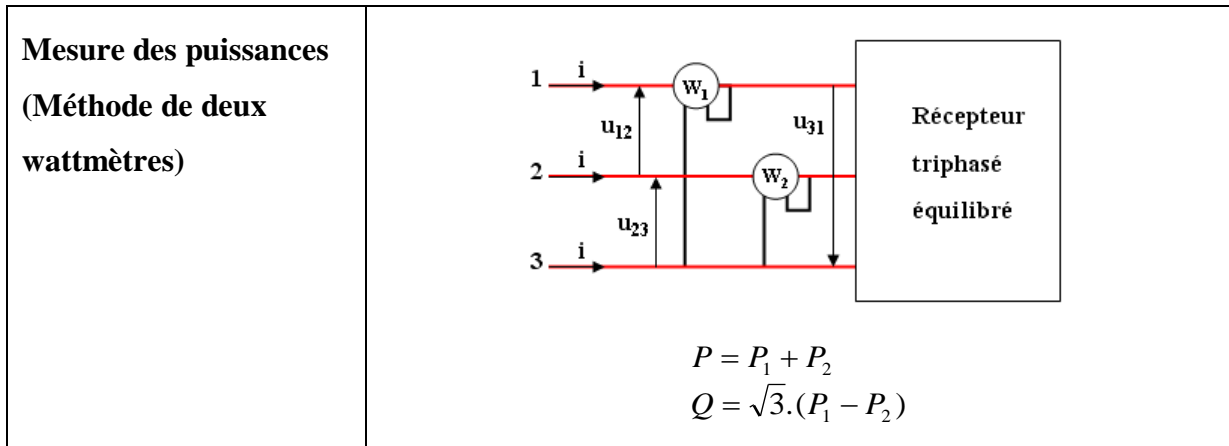 Mesure des puissances
(Méthode de deux
wattmètres)
1 i W₁
u₁₂ u₃₁
2 i W₂
u₂₃
3 i
Récepteur
triphasé
équilibré
P = P₁ + P₂
Q = √3.(P₁ − P₂)